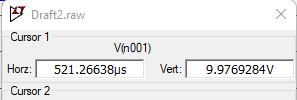 Draft2.raw
Cursor 1
V(n001)
Horz: 521.26638µs Vert: 9.9769284V
Cursor 2